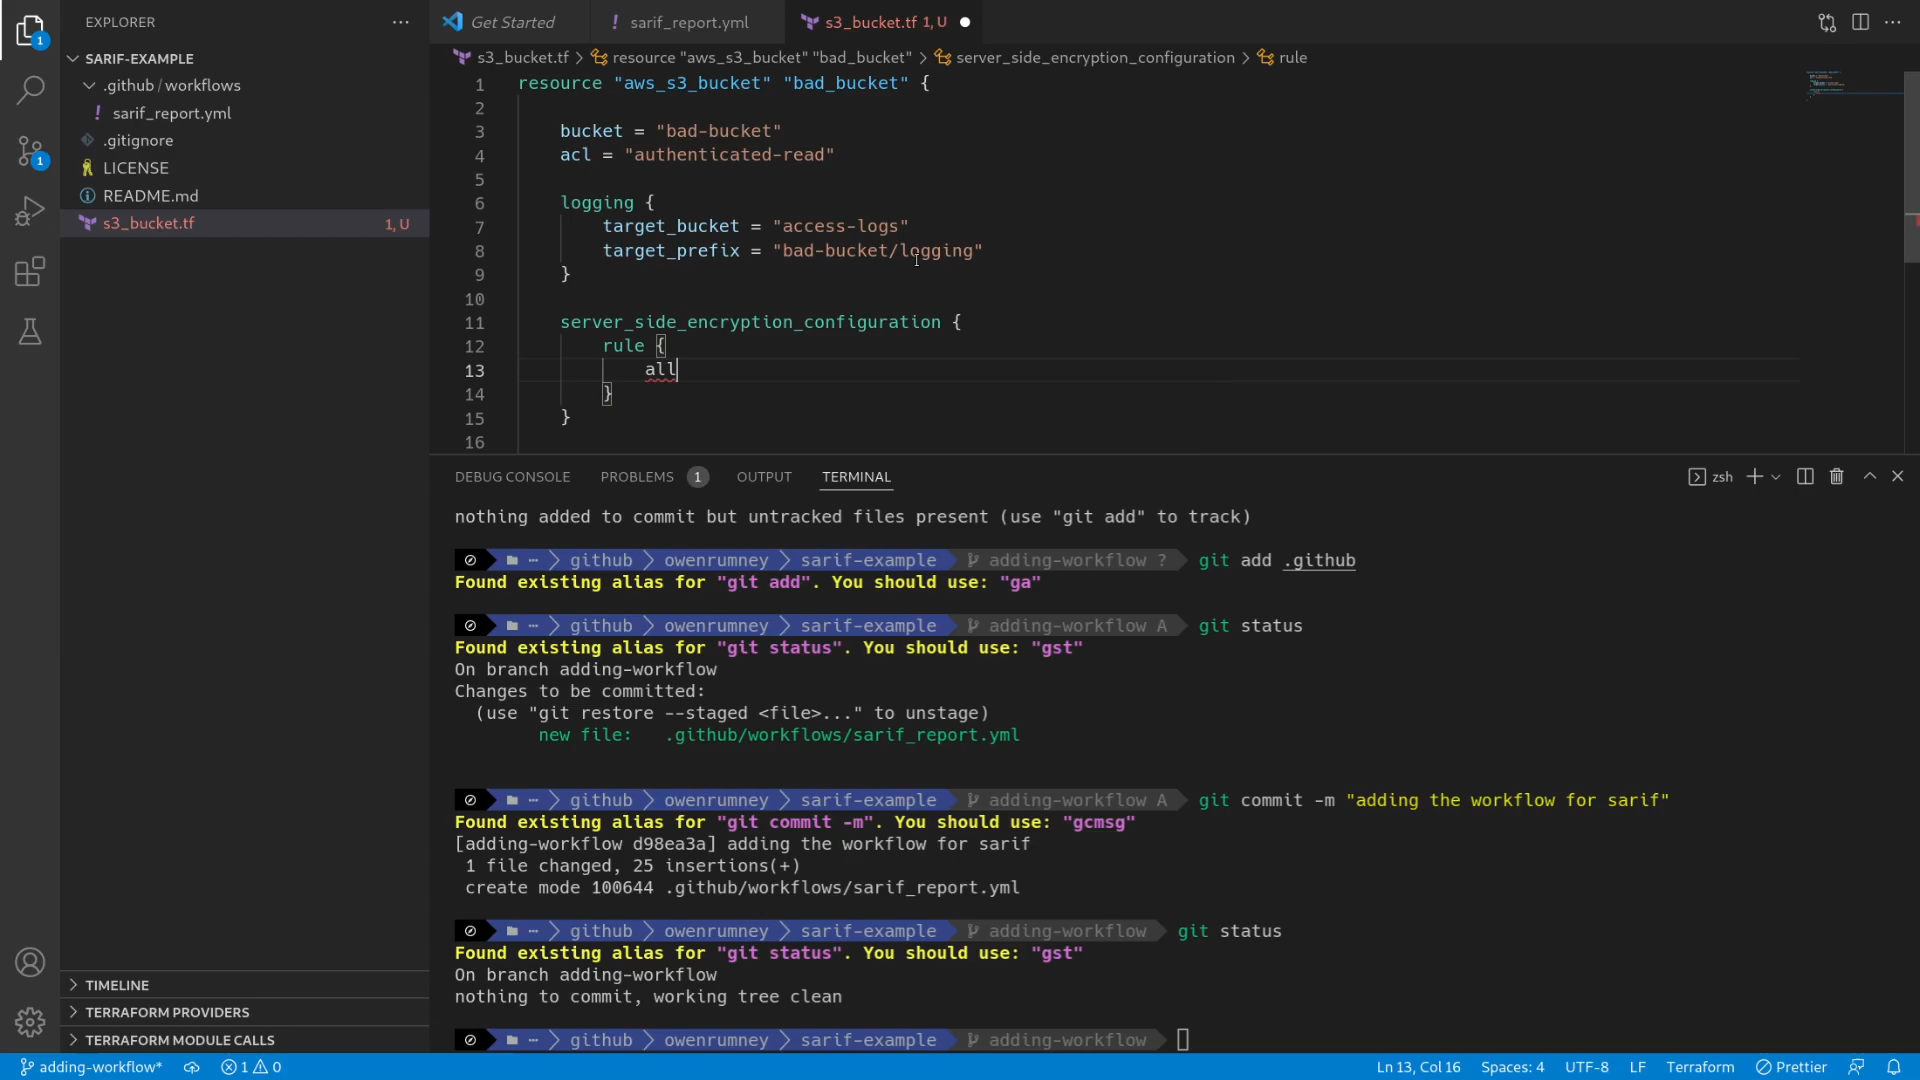 EXPLORER
1
SARIF-EXAMPLE
.github / workflows
! sarif_report.yml
.gitignore
LICENSE
README.md
s3_bucket.tf 1, U
1
TIMELINE
TERRAFORM PROVIDERS
TERRAFORM MODULE CALLS
Get Started
! sarif_report.yml
s3_bucket.tf 1, U
s3_bucket.tf > resource "aws_s3_bucket" "bad_bucket" > server_side_encryption_configuration > rule
1 resource "aws_s3_bucket" "bad_bucket" {
2
3 bucket = "bad-bucket"
4 acl = "authenticated-read"
5
6 logging {
7 target_bucket = "access-logs"
8 target_prefix = "bad-bucket/logging"
9 }
10
11 server_side_encryption_configuration {
12 rule {
13 all
14 }
15 }
16
DEBUG CONSOLE PROBLEMS 1 OUTPUT TERMINAL zsh
nothing added to commit but untracked files present (use "git add" to track)
github owenrumney sarif-example adding-workflow ? git add .github
Found existing alias for "git add". You should use: "ga"
github owenrumney sarif-example adding-workflow A git status
Found existing alias for "git status". You should use: "gst"
On branch adding-workflow
Changes to be committed:
(use "git restore --staged <file>..." to unstage)
new file: .github/workflows/sarif_report.yml
github owenrumney sarif-example adding-workflow A git commit -m "adding the workflow for sarif"
Found existing alias for "git commit -m". You should use: "gcmsg"
[adding-workflow d98ea3a] adding the workflow for sarif
1 file changed, 25 insertions(+)
create mode 100644 .github/workflows/sarif_report.yml
github owenrumney sarif-example adding-workflow git status
Found existing alias for "git status". You should use: "gst"
On branch adding-workflow
nothing to commit, working tree clean
github owenrumney sarif-example adding-workflow
adding-workflow* 1 0 Ln 13, Col 16 Spaces: 4 UTF-8 LF Terraform Prettier